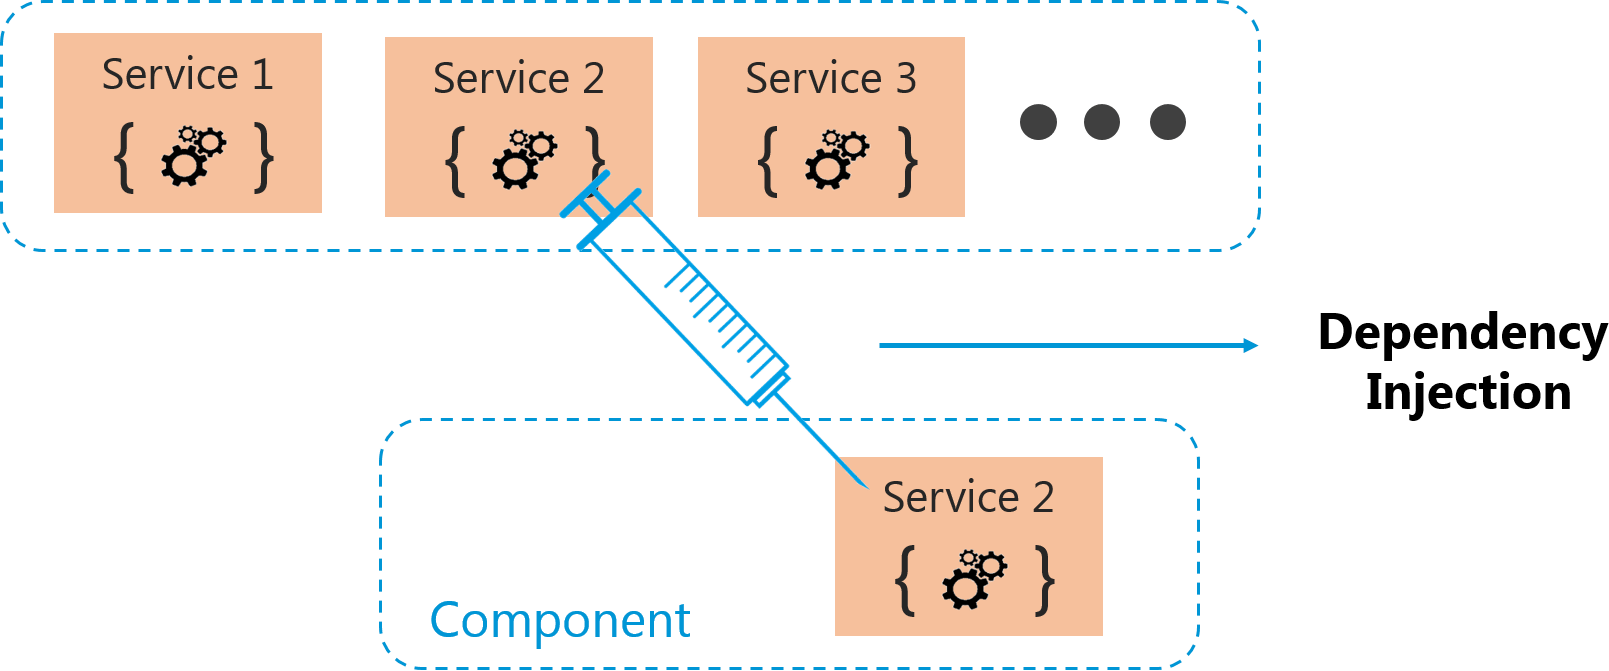 Service 1
{ }
Service 2
{ }
Service 3
{ }
Dependency
Injection
Service 2
{ }
Component